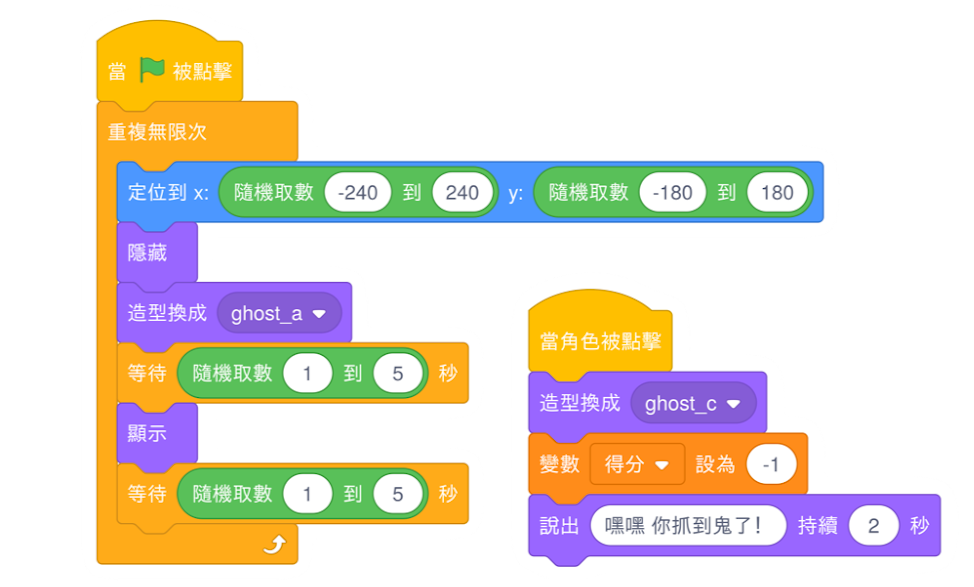 當 被點擊
重複無限次
定位到 x: 隨機取數 -240 到 240 y: 隨機取數 -180 到 180
隱藏
造型換成 ghost_a
等待 隨機取數 1 到 5 秒
顯示
等待 隨機取數 1 到 5 秒
當角色被點擊
造型換成 ghost_c
變數 得分 設為 -1
說出 嘿嘿 你抓到鬼了! 持續 2 秒